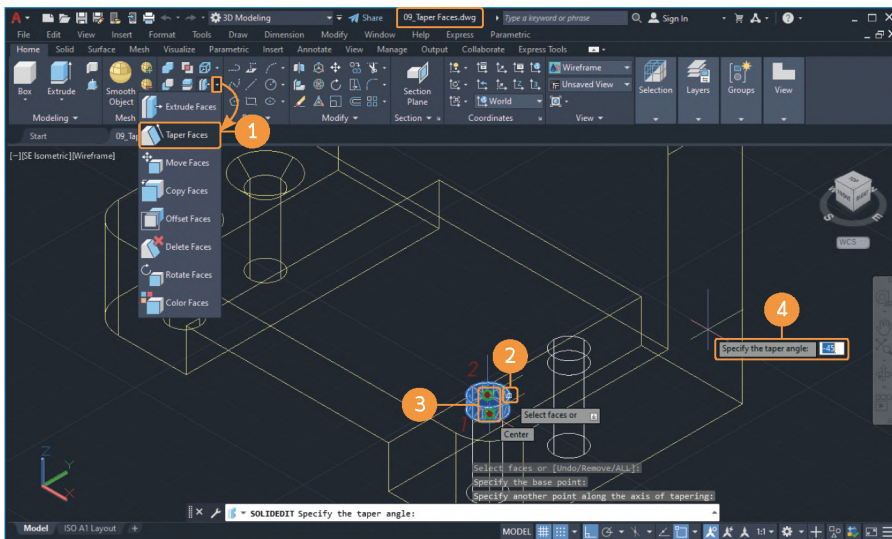 3D Modeling
Share
09_Taper Faces.dwg
Type a keyword or phrase
Sign In
File Edit View Insert Format Tools Draw Dimension Modify Window Help Express Parametric
Home Solid Surface Mesh Visualize Parametric Insert Annotate View Manage Output Collaborate Express Tools
Box
Extrude
Smooth
Object
Section
Plane
Wireframe
Unsaved View
World
Selection
Layers
Groups
View
Modeling
Mesh
Modify
Section
Coordinates
View
Start
Extrude Faces
Taper Faces
Move Faces
Copy Faces
Offset Faces
Delete Faces
Rotate Faces
Color Faces
1
[−][SE Isometric][Wireframe]
TOP
WCS
4
Specify the taper angle: -45
2
2
3
1
Select faces or
Center
Select faces or [Undo/Remove/ALL]:
Specify the base point:
Specify another point along the axis of tapering:
Z
Y
X
SOLIDEDIT Specify the taper angle:
Model ISO A1 Layout +
MODEL
1:1